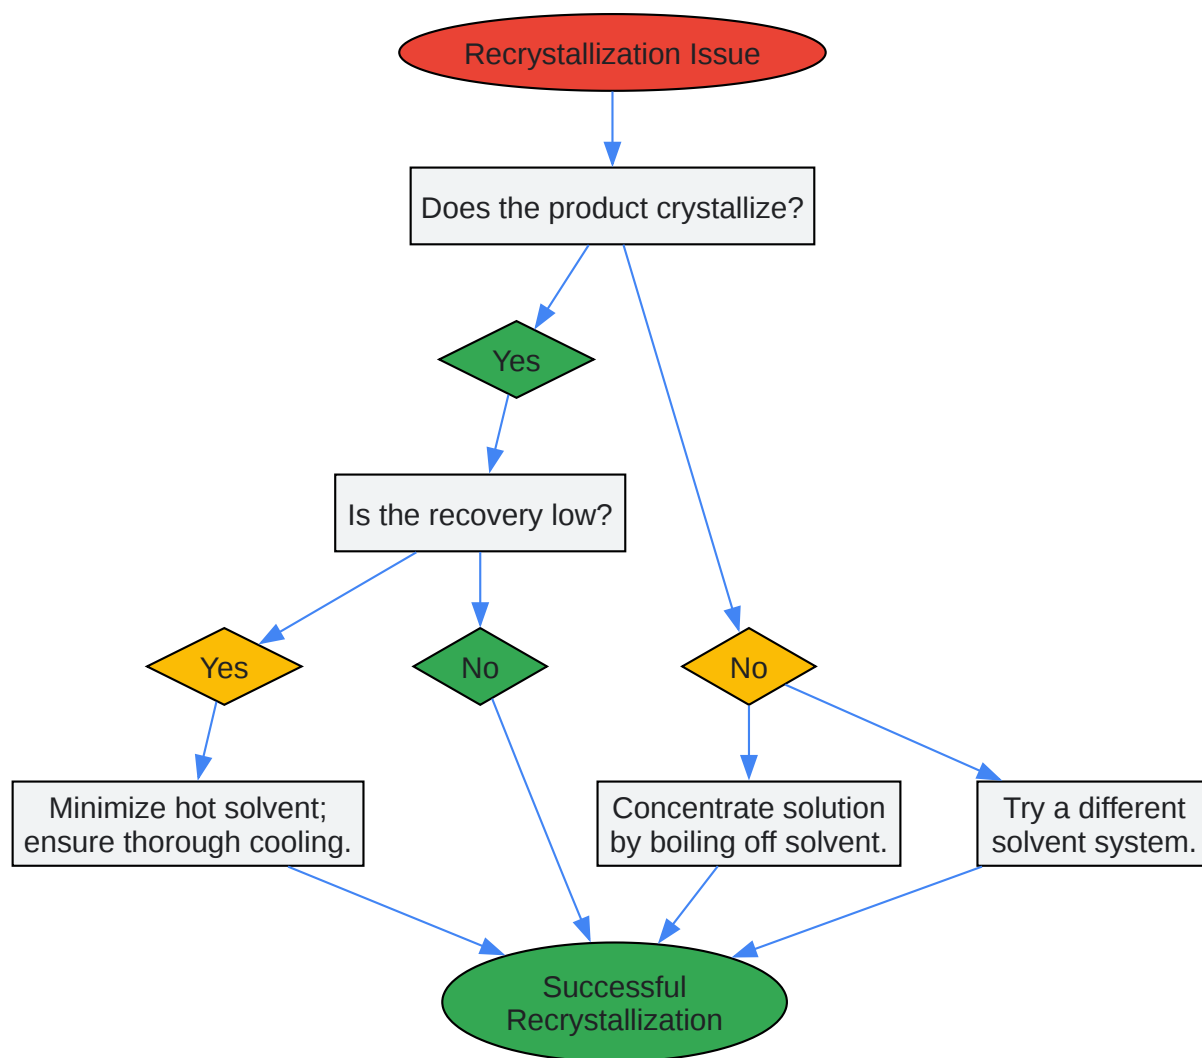 Recrystallization Issue
Does the product crystallize?
Yes
Is the recovery low?
Yes
No
No
Minimize hot solvent;
ensure thorough cooling.
Concentrate solution
by boiling off solvent.
Try a different
solvent system.
Successful
Recrystallization